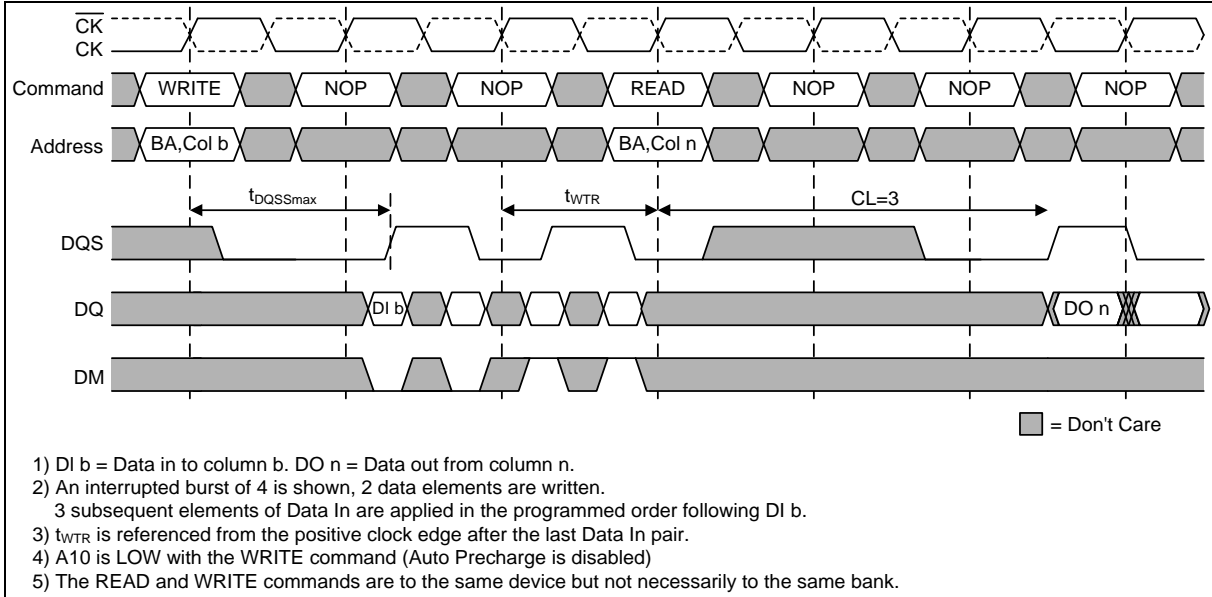 CK
CK
Command WRITE NOP NOP READ NOP NOP NOP
Address BA,Col b BA,Col n
tDQSSmax tWTR CL=3
DQS
DQ DI b DO n
DM
= Don't Care
1) DI b = Data in to column b. DO n = Data out from column n.
2) An interrupted burst of 4 is shown, 2 data elements are written.
3 subsequent elements of Data In are applied in the programmed order following DI b.
3) tWTR is referenced from the positive clock edge after the last Data In pair.
4) A10 is LOW with the WRITE command (Auto Precharge is disabled)
5) The READ and WRITE commands are to the same device but not necessarily to the same bank.